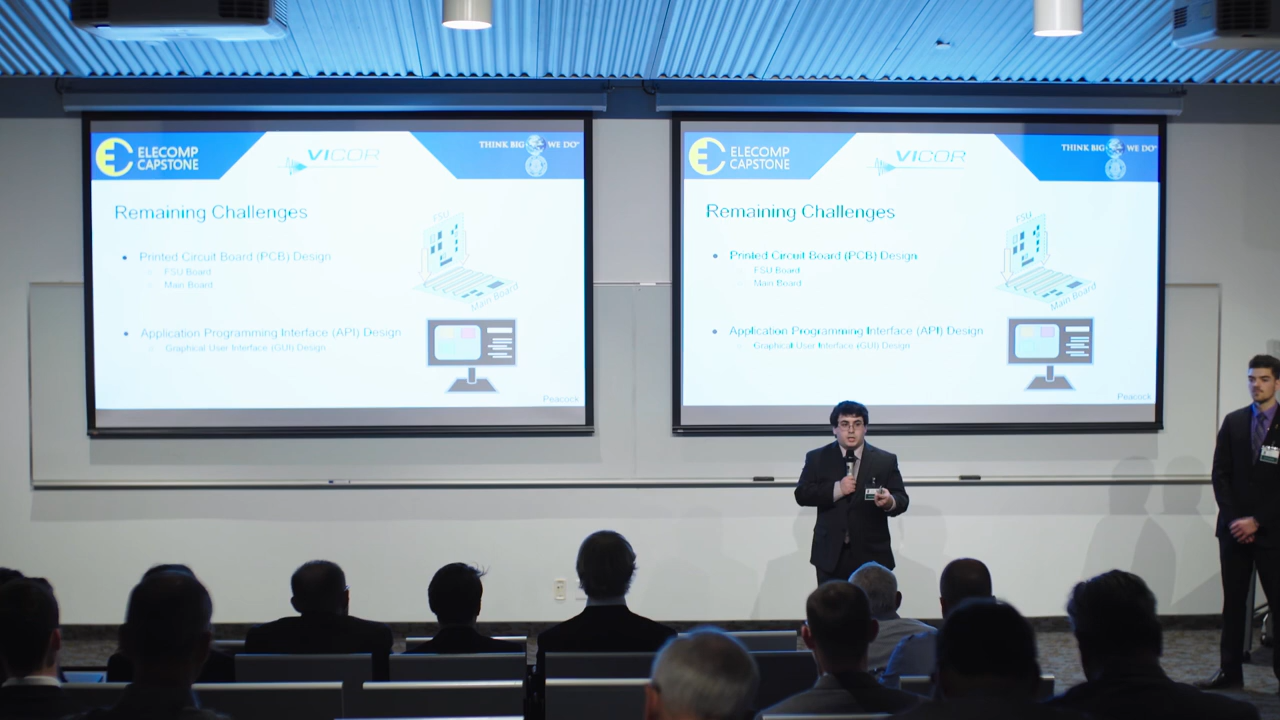 ELECOMP
CAPSTONE
VICOR
THINK BIG WE DO™
Remaining Challenges
FSU
Main Board
• Printed Circuit Board (PCB) Design
○ FSU Board
○ Main Board
• Application Programming Interface (API) Design
○ Graphical User Interface (GUI) Design
Peacock
ELECOMP
CAPSTONE
VICOR
THINK BIG WE DO™
Remaining Challenges
FSU
Main Board
• Printed Circuit Board (PCB) Design
○ FSU Board
○ Main Board
• Application Programming Interface (API) Design
○ Graphical User Interface (GUI) Design
Peacock